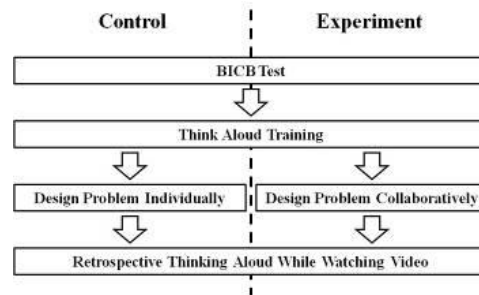 Control Experiment
BICB Test
Think Aloud Training
Design Problem Individually Design Problem Collaboratively
Retrospective Thinking Aloud While Watching Video